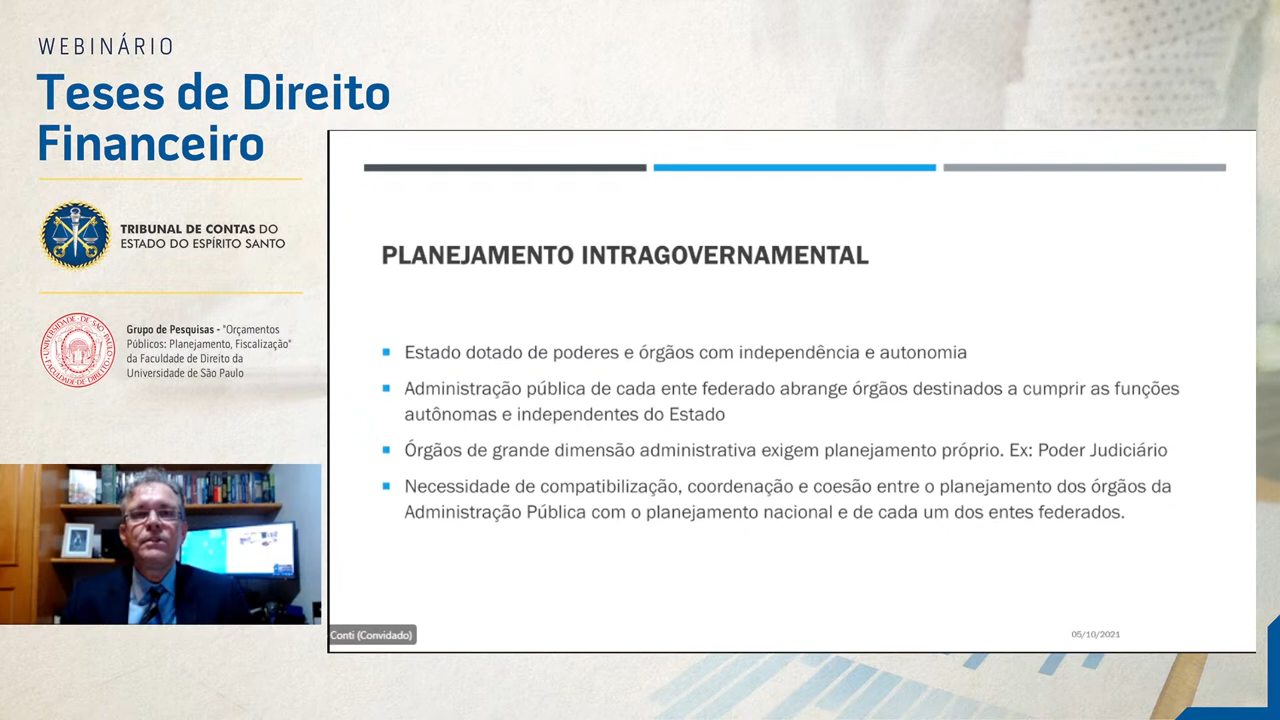 WEBINÁRIO
Teses de Direito
Financeiro
TRIBUNAL DE CONTAS DO
ESTADO DO ESPÍRITO SANTO
Grupo de Pesquisas - "Orçamentos
Públicos: Planejamento, Fiscalização"
da Faculdade de Direito da
Universidade de São Paulo
PLANEJAMENTO INTRAGOVERNAMENTAL
Estado dotado de poderes e órgãos com independência e autonomia
Administração pública de cada ente federado abrange órgãos destinados a cumprir as funções
autônomas e independentes do Estado
Órgãos de grande dimensão administrativa exigem planejamento próprio. Ex: Poder Judiciário
Necessidade de compatibilização, coordenação e coesão entre o planejamento dos órgãos da
Administração Pública com o planejamento nacional e de cada um dos entes federados.
Conti (Convidado)
05/10/2021